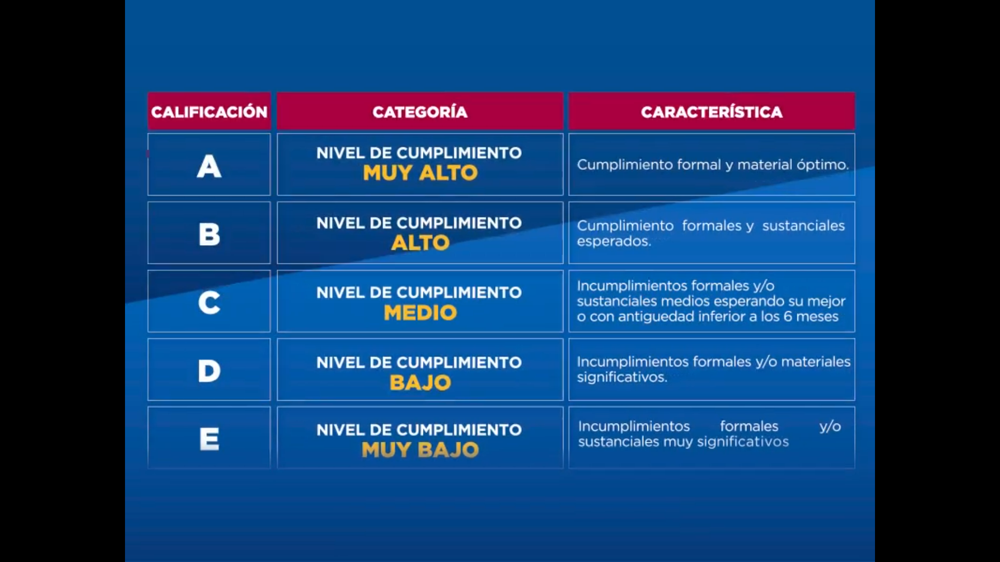 CALIFICACIÓN CATEGORÍA CARACTERÍSTICA
A
NIVEL DE CUMPLIMIENTO
MUY ALTO
Cumplimiento formal y material óptimo.
B
NIVEL DE CUMPLIMIENTO
ALTO
Cumplimiento formales y sustanciales
esperados.
C
NIVEL DE CUMPLIMIENTO
MEDIO
Incumplimientos formales y/o
sustanciales medios esperando su mejor
o con antiguedad inferior a los 6 meses
D
NIVEL DE CUMPLIMIENTO
BAJO
Incumplimientos formales y/o materiales
significativos.
E
NIVEL DE CUMPLIMIENTO
MUY BAJO
Incumplimientos formales y/o
sustanciales muy significativos